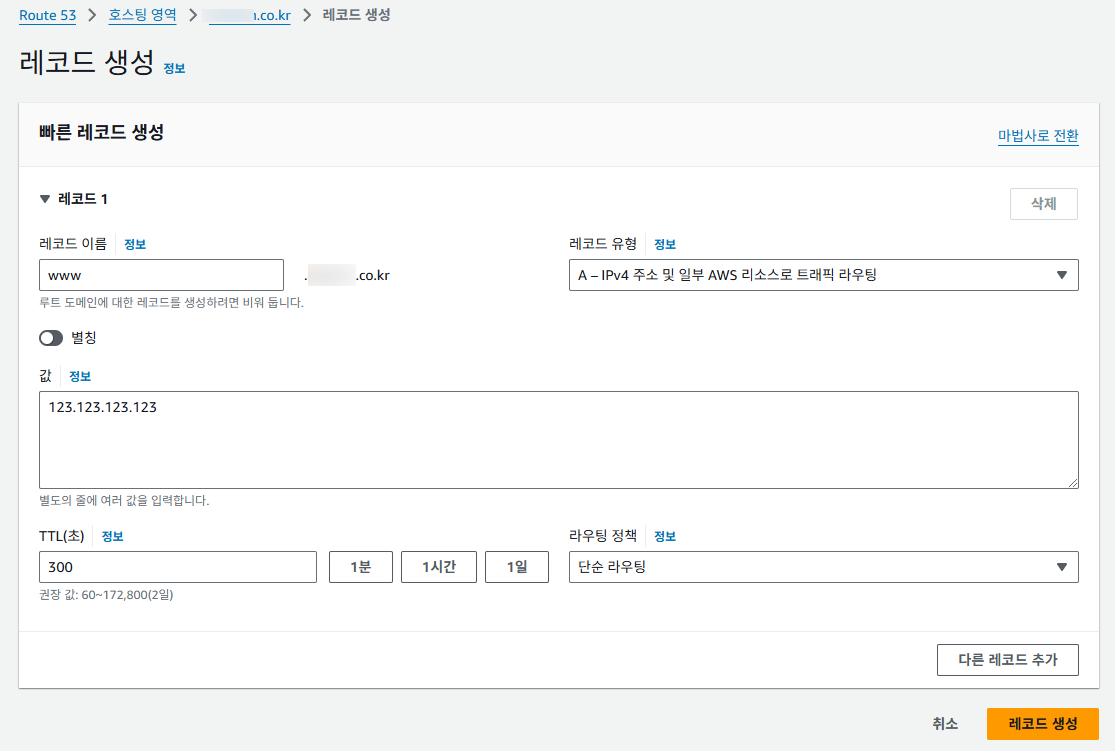 Route 53 > 호스팅 영역 > .co.kr > 레코드 생성
레코드 생성 정보
빠른 레코드 생성
마법사로 전환
▼ 레코드 1
삭제
레코드 이름 정보
레코드 유형 정보
www
. .co.kr
A – IPv4 주소 및 일부 AWS 리소스로 트래픽 라우팅
루트 도메인에 대한 레코드를 생성하려면 비워 둡니다.
별칭
값 정보
123.123.123.123
별도의 줄에 여러 값을 입력합니다.
TTL(초) 정보
라우팅 정책 정보
300
1분
1시간
1일
단순 라우팅
권장 값: 60~172,800(2일)
다른 레코드 추가
취소
레코드 생성